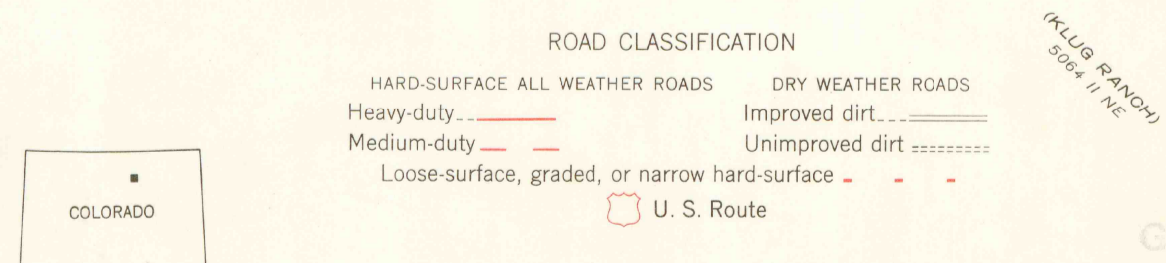 ROAD CLASSIFICATION
HARD-SURFACE ALL WEATHER ROADS DRY WEATHER ROADS
Heavy-duty Improved dirt
Medium-duty Unimproved dirt
Loose-surface, graded, or narrow hard-surface
U. S. Route
COLORADO
(KLUG RANCH)
5064 II NE